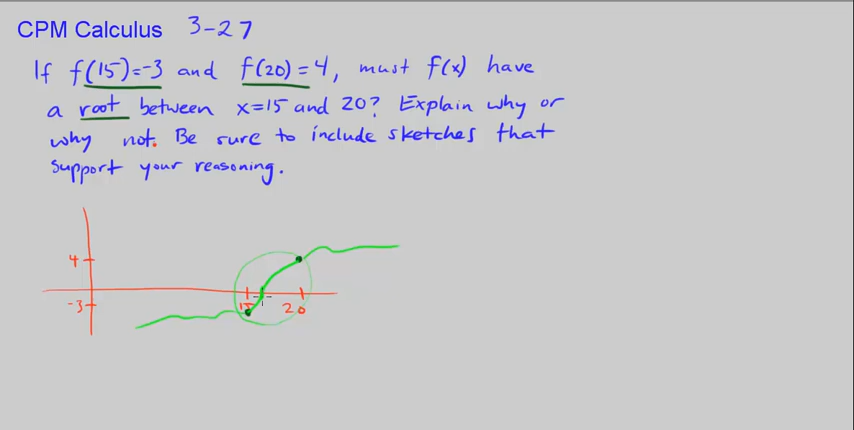 CPM Calculus 3-27
If f(15)=-3 and f(20)=4, must f(x) have
a root between x=15 and 20? Explain why or
why not. Be sure to include sketches that
support your reasoning.
4
-3
15
20